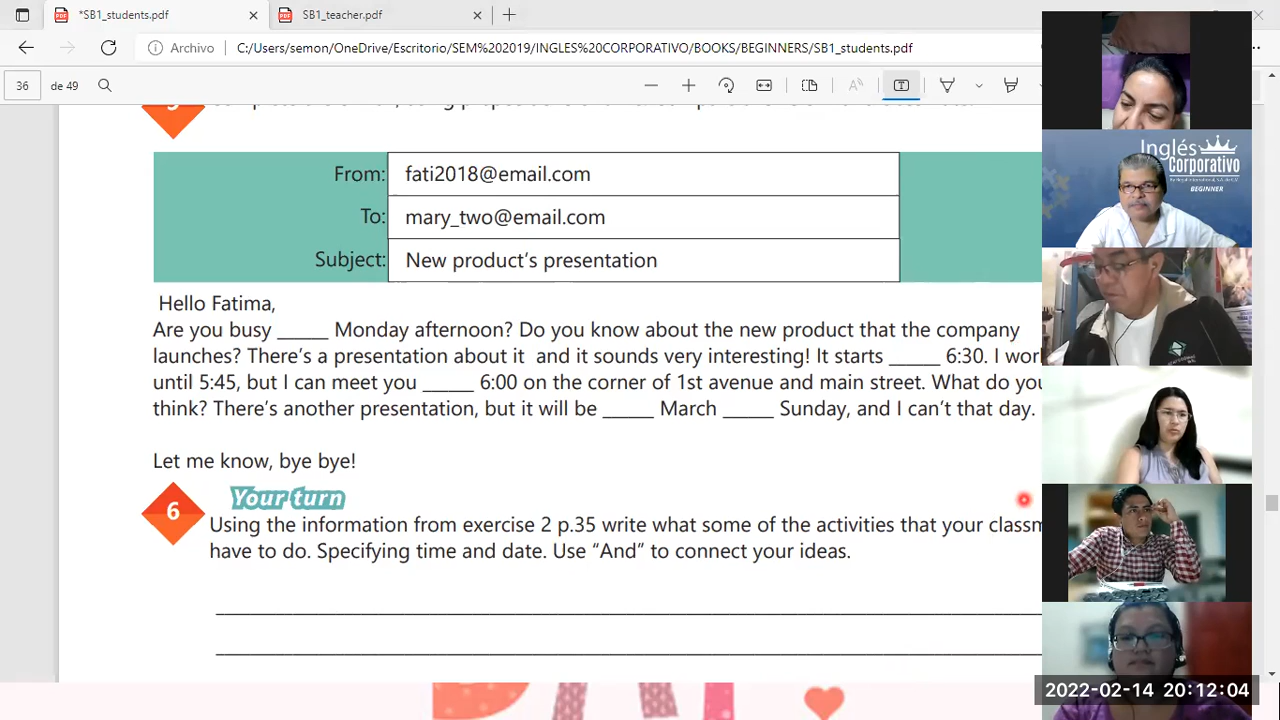 *SB1_students.pdf
SB1_teacher.pdf
Archivo
C:/Users/semon/OneDrive/Escritorio/SEM%202019/INGLES%20CORPORATIVO/BOOKS/BEGINNERS/SB1_students.pdf
36 de 49
From: fati2018@email.com
To: mary_two@email.com
Subject: New product's presentation
Hello Fatima,
Are you busy ______ Monday afternoon? Do you know about the new product that the company
launches? There's a presentation about it and it sounds very interesting! It starts ______ 6:30. I work
until 5:45, but I can meet you ______ 6:00 on the corner of 1st avenue and main street. What do you
think? There's another presentation, but it will be ______ March ______ Sunday, and I can't that day.
Let me know, bye bye!
6 Your turn
Using the information from exercise 2 p.35 write what some of the activities that your
have to do. Specifying time and date. Use “And” to connect your ideas.
Inglés
Corporativo
BEGINNER
2022-02-14 20:12:04